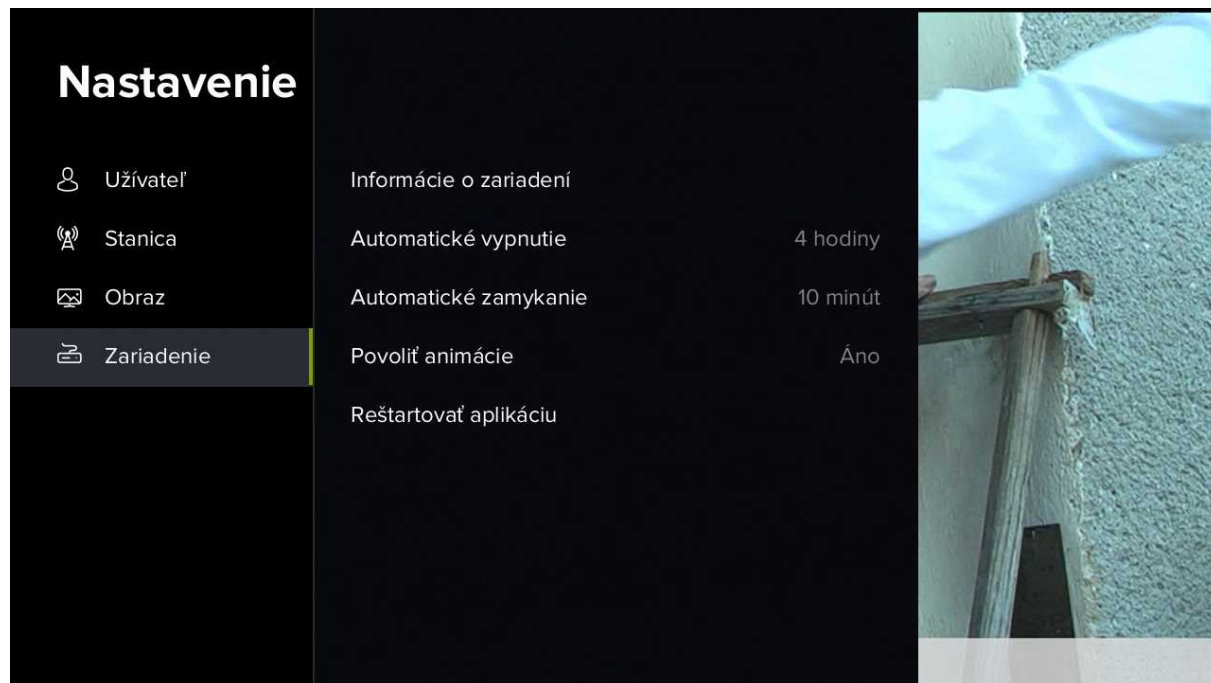 Nastavenie
Užívateľ
Stanica
Obraz
Zariadenie
Informácie o zariadení
Automatické vypnutie 4 hodiny
Automatické zamykanie 10 minút
Povoliť animácie Áno
Reštartovať aplikáciu